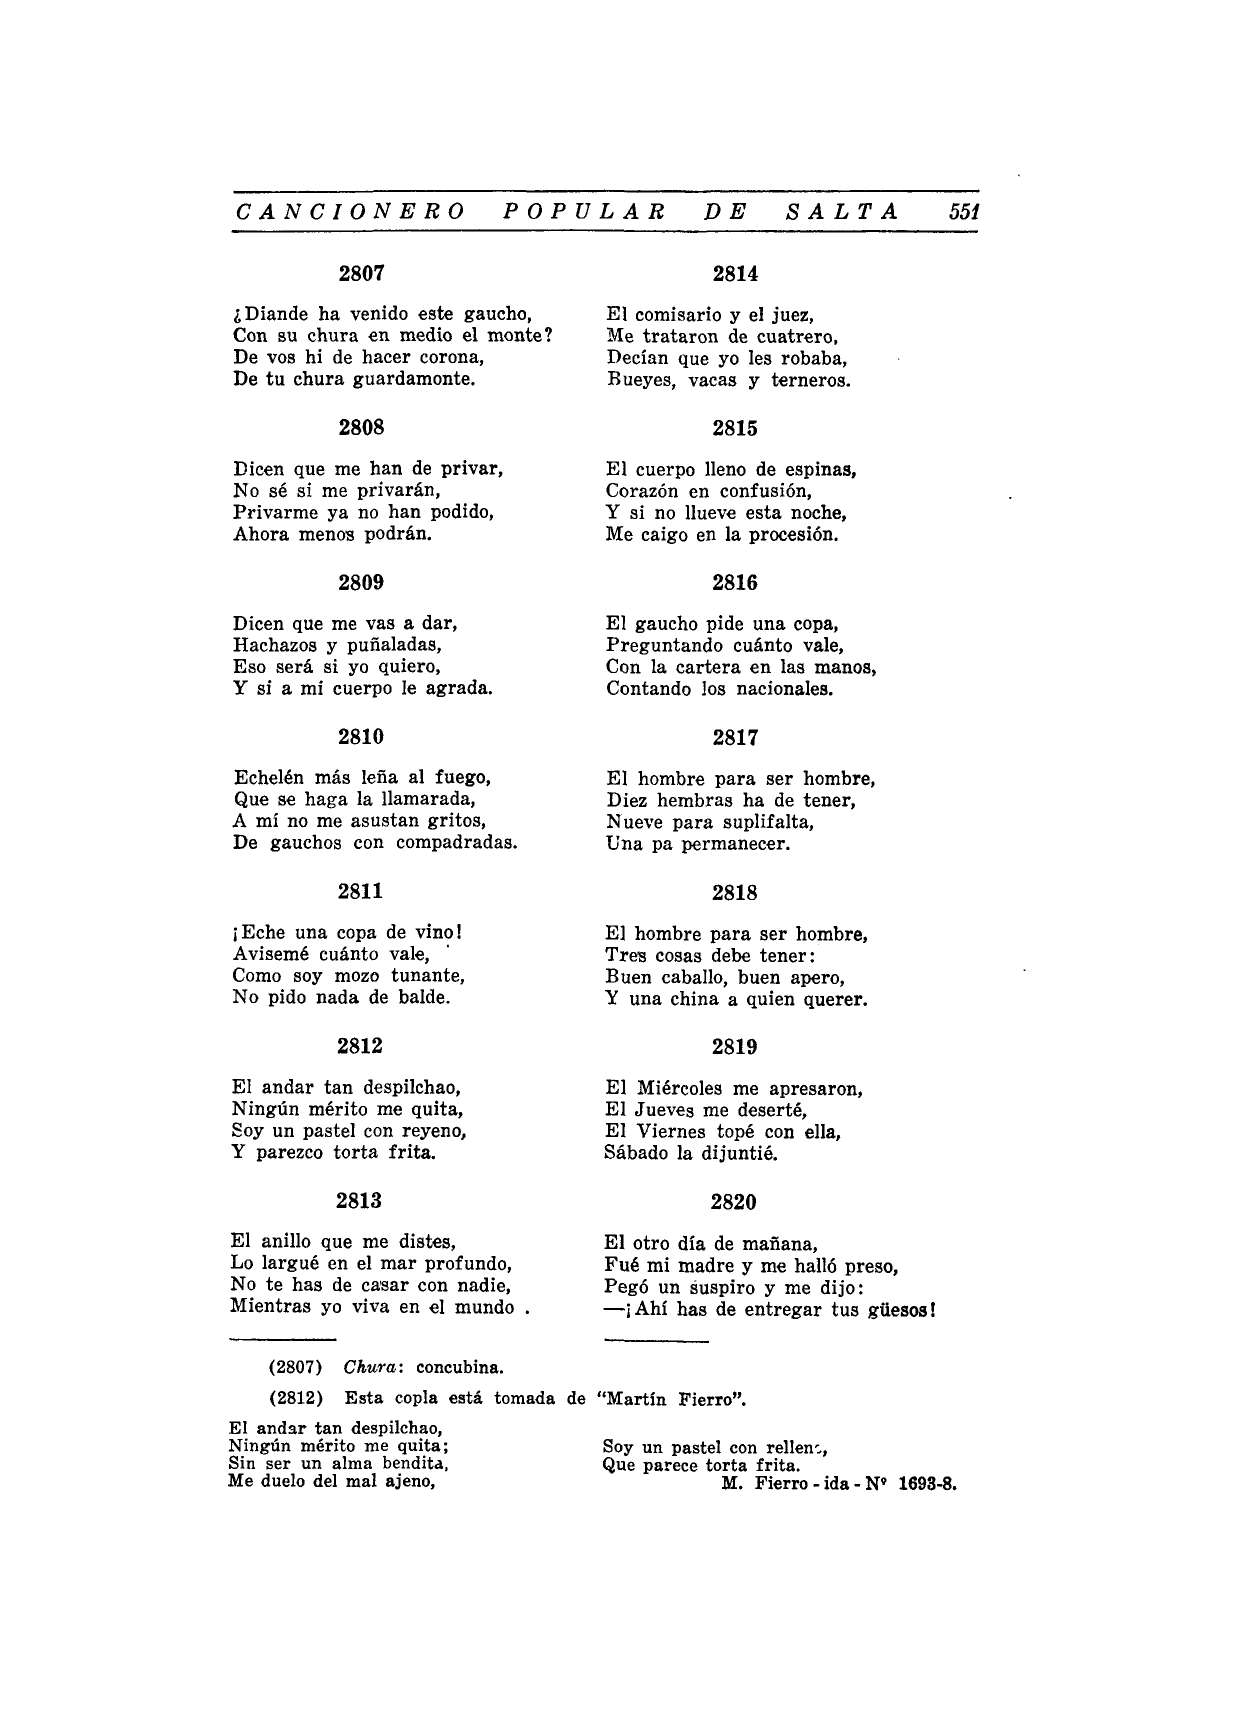 CANCIONERO POPULAR DE SALTA 551
2807
¿Diande ha venido este gaucho,
Con su chura en medio el monte?
De vos hi de hacer corona,
De tu chura guardamonte.
2808
Dicen que me han de privar,
No sé si me privarán,
Privarme ya no han podido,
Ahora menos podrán.
2809
Dicen que me vas a dar,
Hachazos y puñaladas,
Eso será si yo quiero,
Y si a mi cuerpo le agrada.
2810
Echelén más leña al fuego,
Que se haga la llamarada,
A mí no me asustan gritos,
De gauchos con compadradas.
2811
¡Eche una copa de vino!
Avisemé cuánto vale,
Como soy mozo tunante,
No pido nada de balde.
2812
El andar tan despilchao,
Ningún mérito me quita,
Soy un pastel con reyeno,
Y parezco torta frita.
2813
El anillo que me distes,
Lo largué en el mar profundo,
No te has de casar con nadie,
Mientras yo viva en el mundo .
2814
El comisario y el juez,
Me trataron de cuatrero,
Decían que yo les robaba,
Bueyes, vacas y terneros.
2815
El cuerpo lleno de espinas,
Corazón en confusión,
Y si no llueve esta noche,
Me caigo en la procesión.
2816
El gaucho pide una copa,
Preguntando cuánto vale,
Con la cartera en las manos,
Contando los nacionales.
2817
El hombre para ser hombre,
Diez hembras ha de tener,
Nueve para suplifalta,
Una pa permanecer.
2818
El hombre para ser hombre,
Tres cosas debe tener:
Buen caballo, buen apero,
Y una china a quien querer.
2819
El Miércoles me apresaron,
El Jueves me deserté,
El Viernes topé con ella,
Sábado la dijuntié.
2820
El otro día de mañana,
Fué mi madre y me halló preso,
Pegó un suspiro y me dijo:
—¡Ahí has de entregar tus güesos!
(2807) Chura: concubina.
(2812) Esta copla está tomada de “Martín Fierro”.
El andar tan despilchao,
Ningún mérito me quita;
Sin ser un alma bendita,
Me duelo del mal ajeno,
Soy un pastel con relleno,
Que parece torta frita.
M. Fierro - ida - Nº 1693-8.